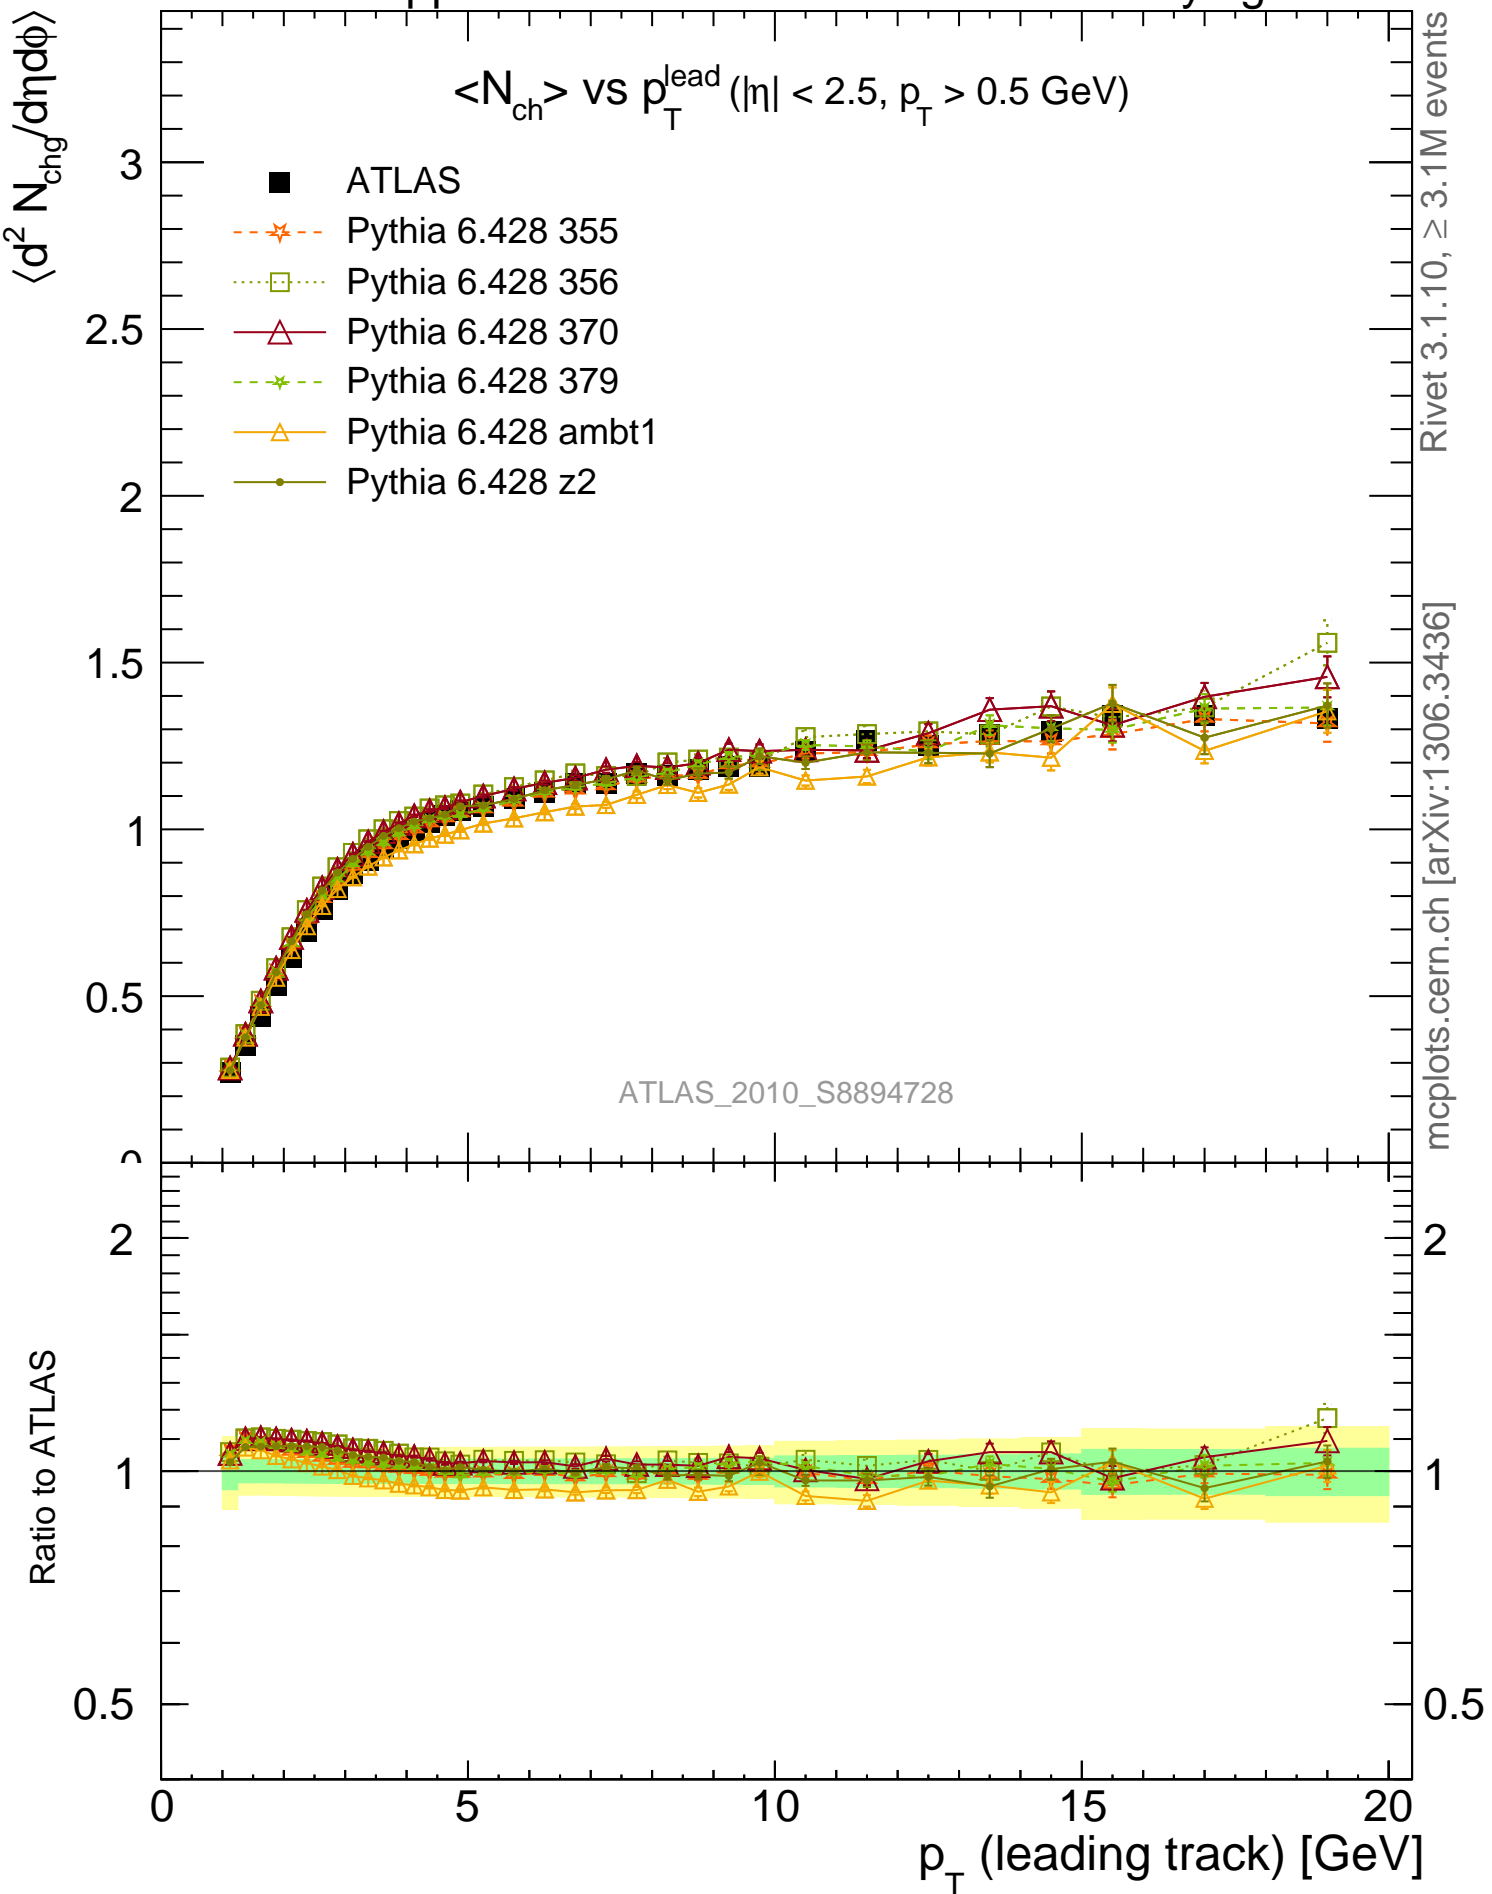 <N_ch> vs p_T^lead (|η| < 2.5, p_T > 0.5 GeV)
⟨d² N_chg/dηdϕ⟩
ATLAS
Pythia 6.428 355
Pythia 6.428 356
Pythia 6.428 370
Pythia 6.428 379
Pythia 6.428 ambt1
Pythia 6.428 z2
3
2.5
2
1.5
1
0.5
ATLAS_2010_S8894728
Rivet 3.1.10, ≥ 3.1M events
mcplots.cern.ch [arXiv:1306.3436]
Ratio to ATLAS
2
1
0.5
2
1
0.5
0 5 10 15 20
p_T (leading track) [GeV]